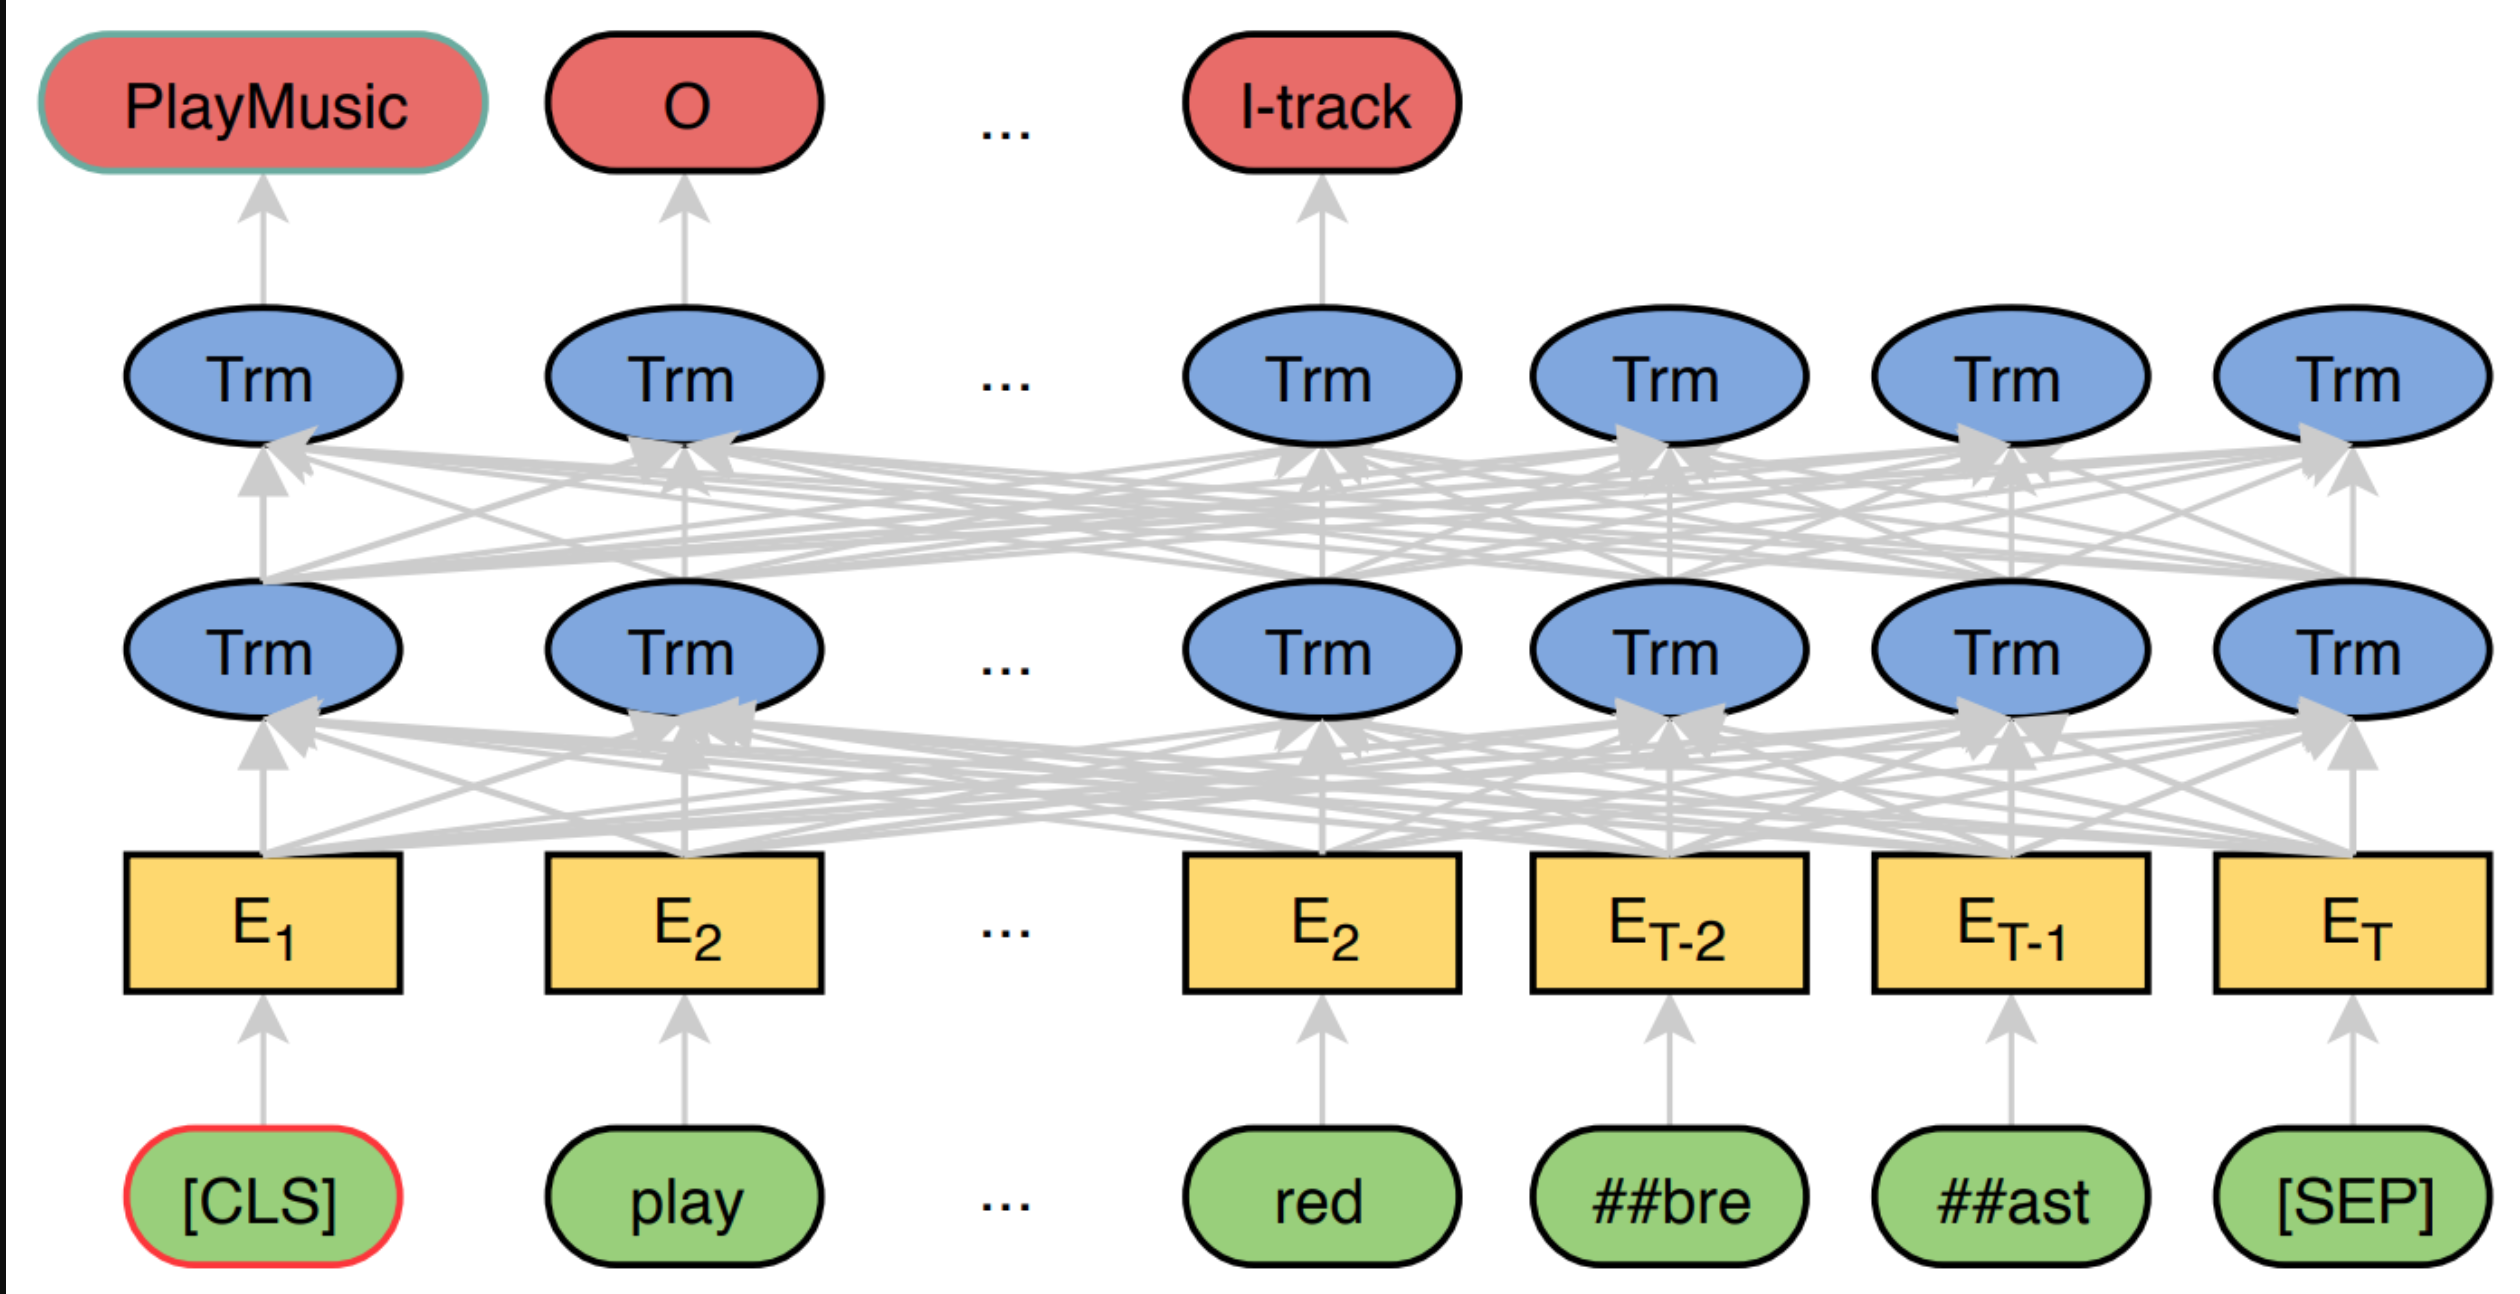 PlayMusic O ... I-track
Trm Trm ... Trm Trm Trm Trm
Trm Trm ... Trm Trm Trm Trm
E1 E2 ... E2 ET-2 ET-1 ET
[CLS] play ... red ##bre ##ast [SEP]